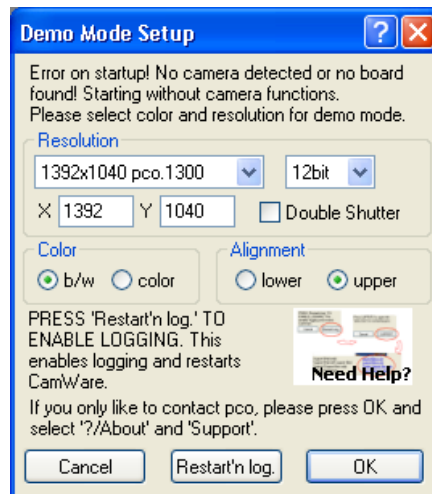 Demo Mode Setup
Error on startup! No camera detected or no board
found! Starting without camera functions.
Please select color and resolution for demo mode.
Resolution
1392x1040 pco.1300 12bit
X 1392 Y 1040 Double Shutter
Color Alignment
b/w color lower upper
PRESS 'Restart'n log.' TO
ENABLE LOGGING. This
enables logging and restarts
CamWare.
Need Help?
If you only like to contact pco, please press OK and
select '?/About' and 'Support'.
Cancel Restart'n log. OK